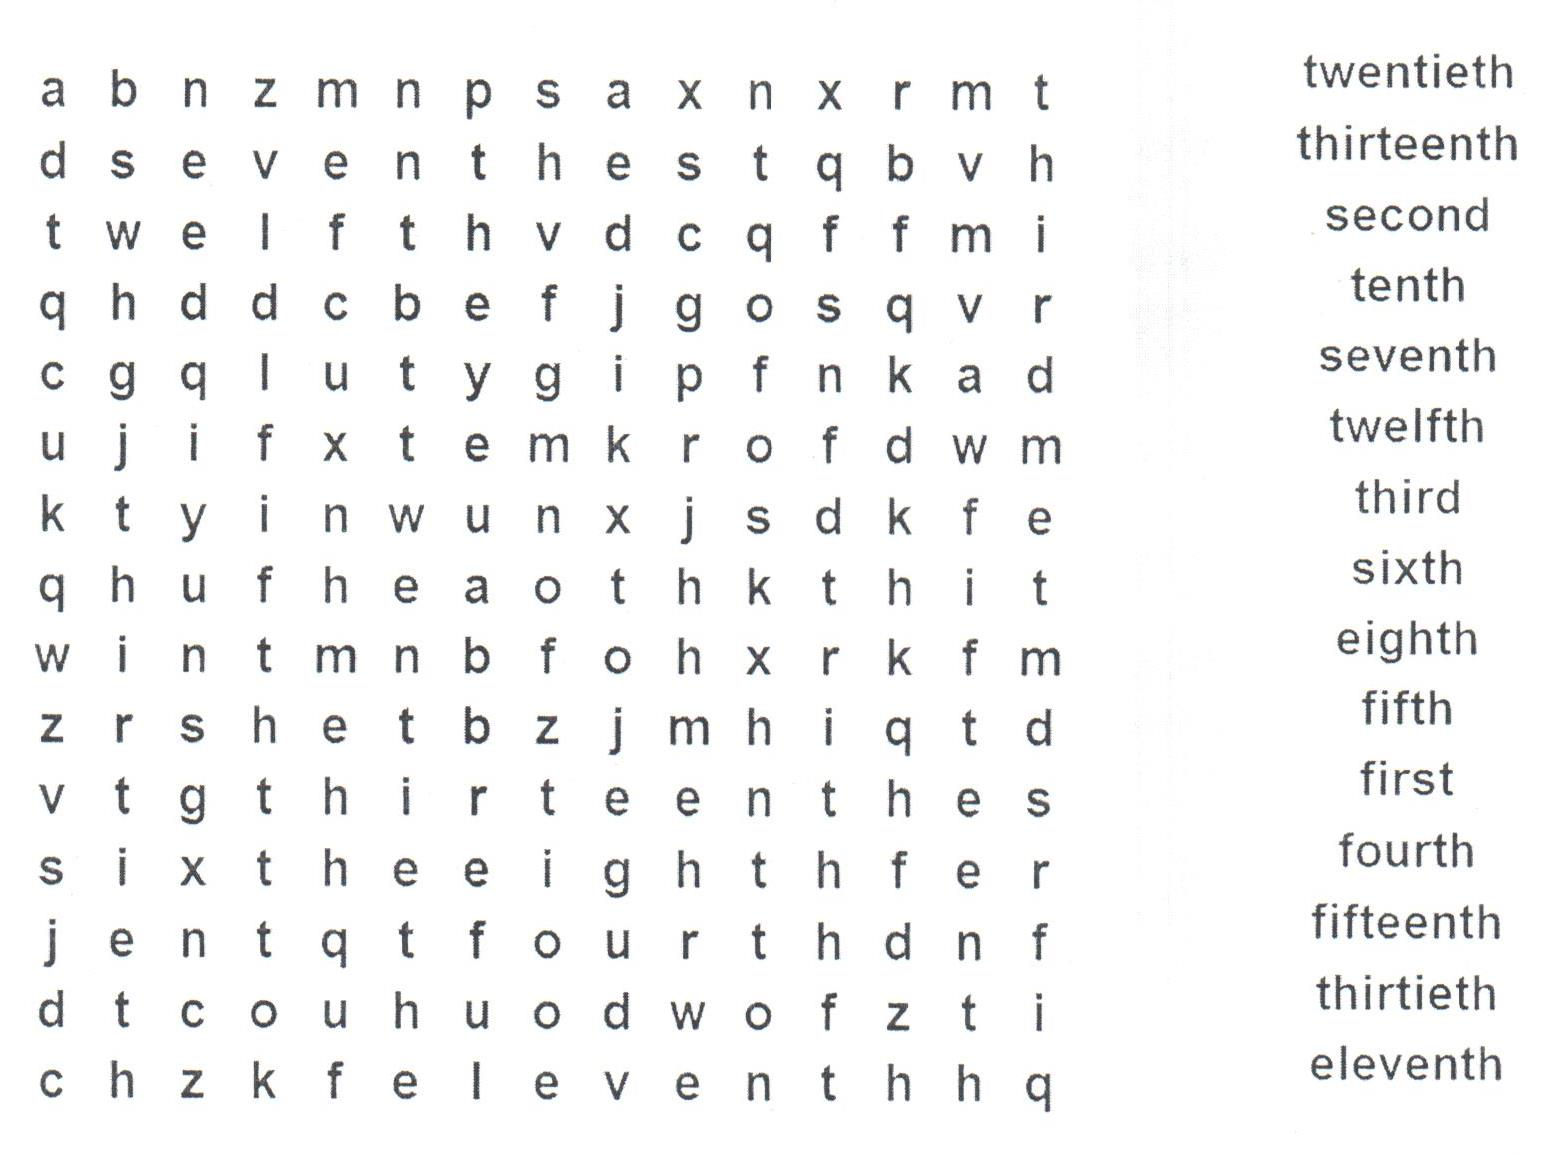 a b n z m n p s a x n x r m t
d s e v e n t h e s t q b v h
t w e l f t h v d c q f f m i
q h d d c b e f j g o s q v r
c g q l u t y g i p f n k a d
u j i f x t e m k r o f d w m
k t y i n w u n x j s d k f e
q h u f h e a o t h k t h i t
w i n t m n b f o h x r k f m
z r s h e t b z j m h i q t d
v t g t h i r t e e n t h e s
s i x t h e e i g h t h f e r
j e n t q t f o u r t h d n f
d t c o u h u o d w o f z t i
c h z k f e l e v e n t h h q
twentieth
thirteenth
second
tenth
seventh
twelfth
third
sixth
eighth
fifth
first
fourth
fifteenth
thirtieth
eleventh